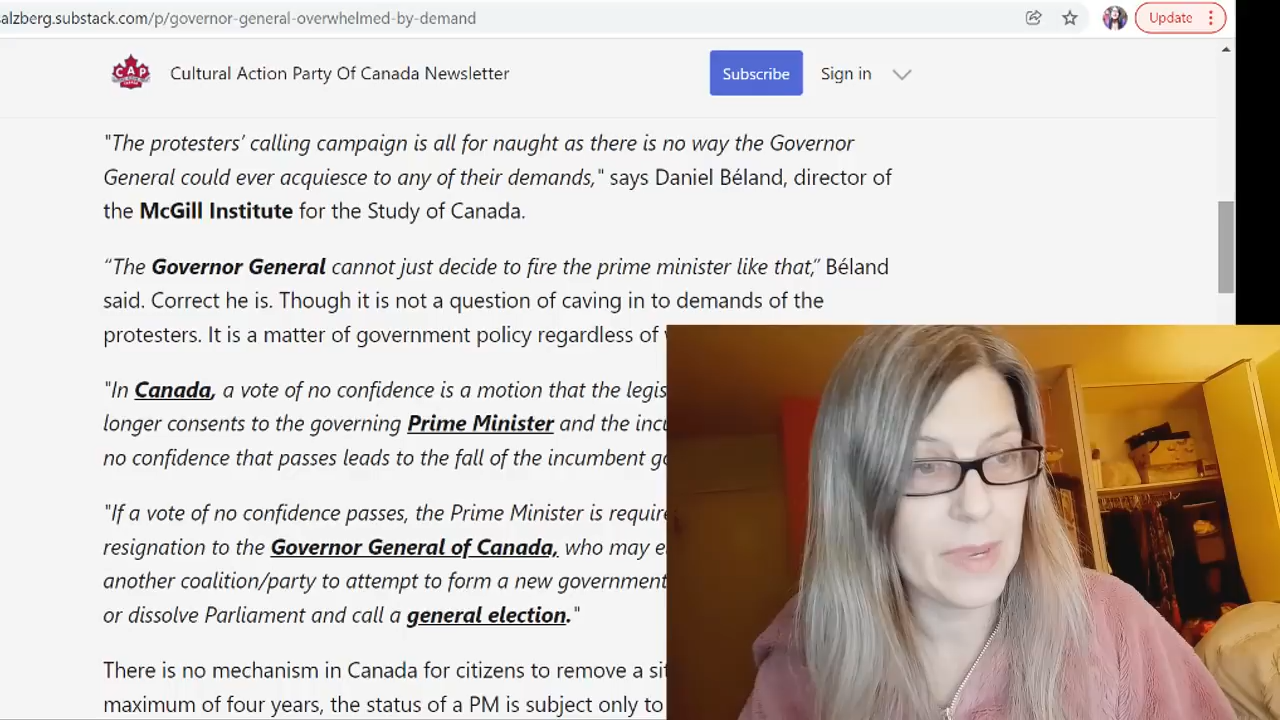 alzberg.substack.com/p/governor-general-overwhelmed-by-demand
Update
CAP
Cultural Action Party Of Canada Newsletter
Subscribe
Sign in
"The protesters’ calling campaign is all for naught as there is no way the Governor
General could ever acquiesce to any of their demands," says Daniel Béland, director of
the McGill Institute for the Study of Canada.
“The Governor General cannot just decide to fire the prime minister like that,” Béland
said. Correct he is. Though it is not a question of caving in to demands of the
protesters. It is a matter of government policy regardless of
"In Canada, a vote of no confidence is a motion that the legis
longer consents to the governing Prime Minister and the incu
no confidence that passes leads to the fall of the incumbent go
"If a vote of no confidence passes, the Prime Minister is require
resignation to the Governor General of Canada, who may e
another coalition/party to attempt to form a new government
or dissolve Parliament and call a general election."
There is no mechanism in Canada for citizens to remove a sit
maximum of four years, the status of a PM is subject only to